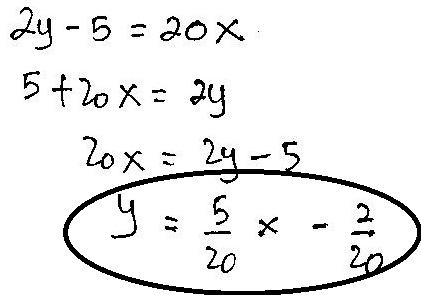 2y - 5 = 20x
5 + 20x = 2y
20x = 2y - 5
y = 5/20 x - 2/20